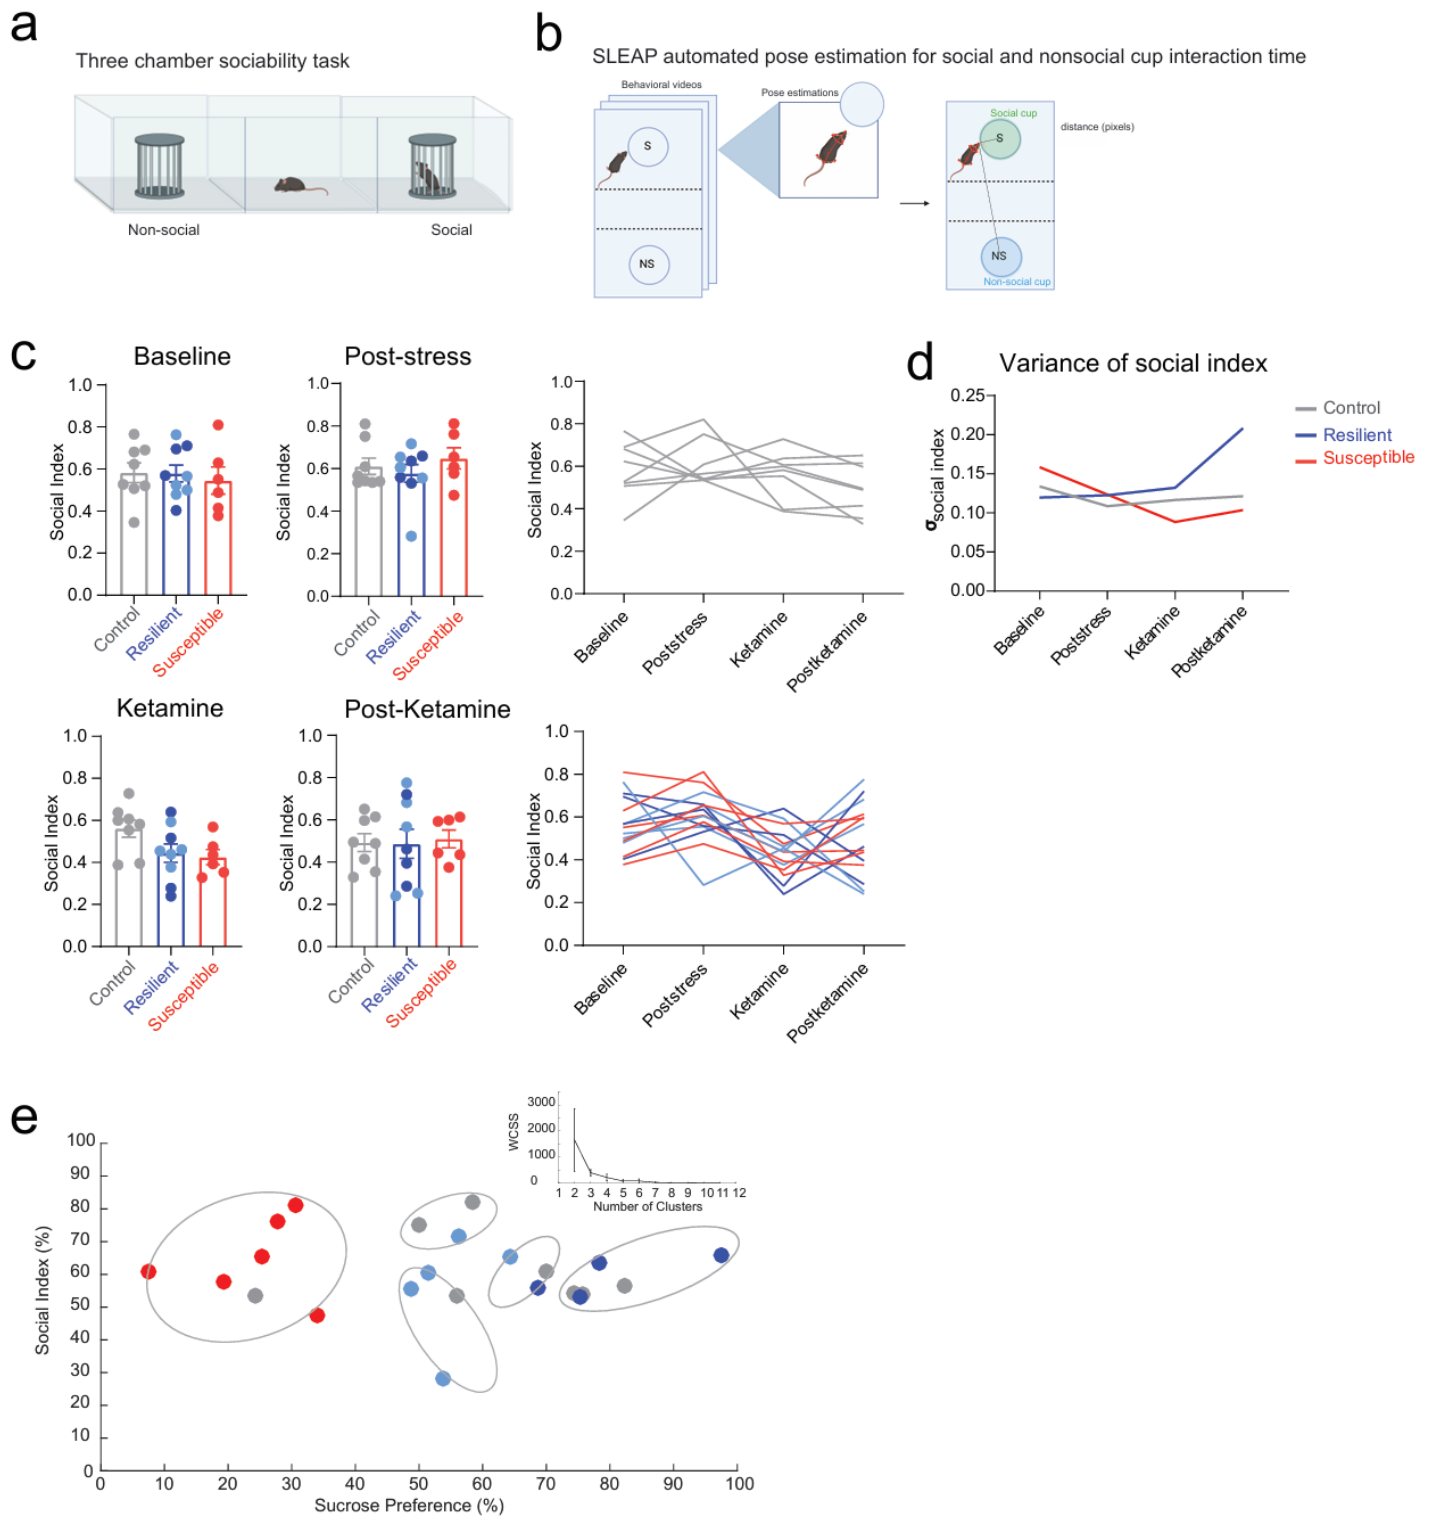 a
Three chamber sociability task
Non-social
Social
b
SLEAP automated pose estimation for social and nonsocial cup interaction time
Behavioral videos
Pose estimations
S
NS
Social cup
S
distance (pixels)
NS
Non-social cup
c
Baseline
Social Index
1.0
0.8
0.6
0.4
0.2
0.0
Control
Resilient
Susceptible
Post-stress
Social Index
1.0
0.8
0.6
0.4
0.2
0.0
Control
Resilient
Susceptible
Social Index
1.0
0.8
0.6
0.4
0.2
0.0
Baseline
Poststress
Ketamine
Postketamine
d
Variance of social index
σsocial index
0.25
0.20
0.15
0.10
0.05
0.00
Baseline
Poststress
Ketamine
Postketamine
Control
Resilient
Susceptible
Ketamine
Social Index
1.0
0.8
0.6
0.4
0.2
0.0
Control
Resilient
Susceptible
Post-Ketamine
Social Index
1.0
0.8
0.6
0.4
0.2
0.0
Control
Resilient
Susceptible
Social Index
1.0
0.8
0.6
0.4
0.2
0.0
Baseline
Poststress
Ketamine
Postketamine
e
WCSS
3000
2000
1000
0
1 2 3 4 5 6 7 8 9 10 11 12
Number of Clusters
Social Index (%)
100
90
80
70
60
50
40
30
20
10
0
0 10 20 30 40 50 60 70 80 90 100
Sucrose Preference (%)